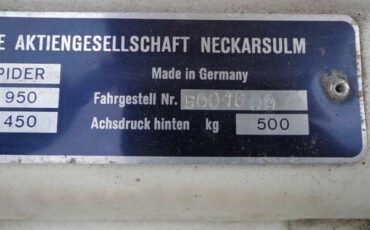 E AKTIENGESELLSCHAFT NECKARSULM
PIDER Made in Germany
950 Fahrgestell Nr.
450 Achsdruck hinten kg 500